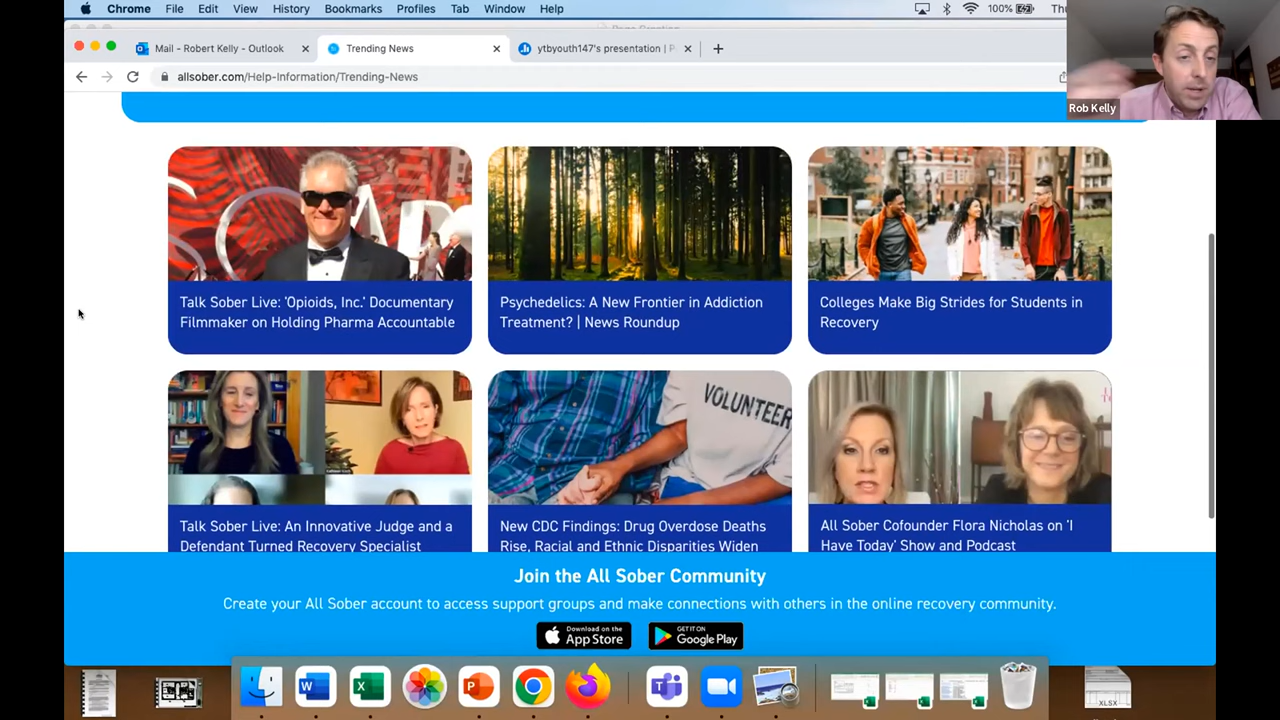 Chrome File Edit View History Bookmarks Profiles Tab Window Help 100%
Mail - Robert Kelly - Outlook
Trending News
ytbyouth147's presentation |
allsober.com/Help-Information/Trending-News
Rob Kelly
Talk Sober Live: 'Opioids, Inc.' Documentary
Filmmaker on Holding Pharma Accountable
Psychedelics: A New Frontier in Addiction
Treatment? | News Roundup
Colleges Make Big Strides for Students in
Recovery
VOLUNTEER
Talk Sober Live: An Innovative Judge and a
Defendant Turned Recovery Specialist
New CDC Findings: Drug Overdose Deaths
Rise, Racial and Ethnic Disparities Widen
All Sober Cofounder Flora Nicholas on 'I
Have Today' Show and Podcast
Join the All Sober Community
Create your All Sober account to access support groups and make connections with others in the online recovery community.
Download on the
App Store
GET IT ON
Google Play
XLSX